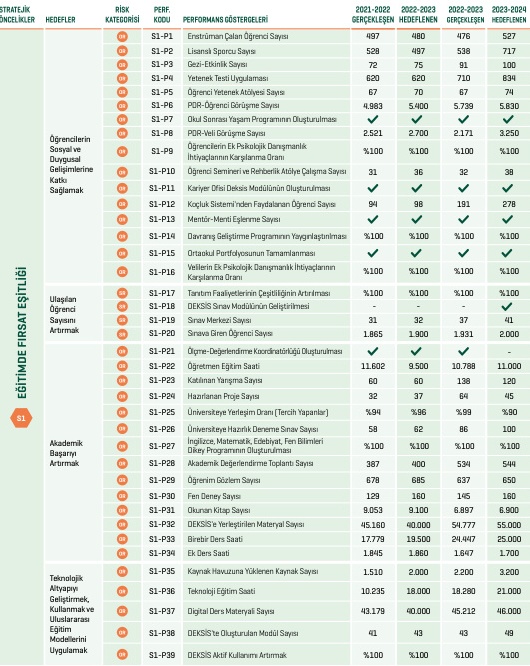 STRATEJİK ÖNCELİKLER HEDEFLER RİSK KATEGORİSİ PERF. KODU PERFORMANS GÖSTERGELERİ 2021-2022 GERÇEKLEŞEN 2022-2023 HEDEFLENEN 2022-2023 GERÇEKLEŞEN 2023-2024 HEDEFLENEN
EĞİTİMDE FIRSAT EŞİTLİĞİ
S1
Öğrencilerin
Sosyal ve
Duygusal
Gelişimlerine
Katkı
Sağlamak
OR S1-P1 Enstrüman Çalan Öğrenci Sayısı 497 480 476 527
OR S1-P2 Lisanslı Sporcu Sayısı 528 497 538 717
OR S1-P3 Gezi-Etkinlik Sayısı 72 75 91 100
OR S1-P4 Yetenek Testi Uygulaması 620 620 710 834
OR S1-P5 Öğrenci Yetenek Atölyesi Sayısı 67 70 67 74
OR S1-P6 PDR-Öğrenci Görüşme Sayısı 4.983 5.400 5.739 5.830
OR S1-P7 Okul Sonrası Yaşam Programının Oluşturulması ✓ ✓ ✓ ✓
OR S1-P8 PDR-Veli Görüşme Sayısı 2.521 2.700 2.171 3.250
OR S1-P9 Öğrencilerin Ek Psikolojik Danışmanlık
İhtiyaçlarının Karşılanma Oranı %100 %100 %100 %100
OR S1-P10 Öğrenci Semineri ve Rehberlik Atölye Çalışma Sayısı 31 36 32 38
OR S1-P11 Kariyer Ofisi Deksis Modülünün Oluşturulması ✓ ✓ ✓ ✓
OR S1-P12 Koçluk Sistemi'nden Faydalanan Öğrenci Sayısı 94 98 191 278
OR S1-P13 Mentör-Menti Eşlenme Sayısı ✓ ✓ ✓ ✓
OR S1-P14 Davranış Geliştirme Programının Yaygınlaştırılması %100 %100 %100 %100
OR S1-P15 Ortaokul Portfolyosunun Tamamlanması ✓ ✓ ✓ ✓
OR S1-P16 Velilerin Ek Psikolojik Danışmanlık İhtiyaçlarının
Karşılanma Oranı %100 %100 %100 %100
Ulaşılan
Öğrenci
Sayısını
Artırmak
S1-P17 Tanıtım Faaliyetlerinin Çeşitliliğinin Artırılması %100 %100 %100 %100
S1-P18 DEKSİS Sınav Modülünün Geliştirilmesi - - - ✓
S1-P19 Sınav Merkezi Sayısı 31 32 37 41
S1-P20 Sınava Giren Öğrenci Sayısı 1.865 1.900 1.931 2.000
Akademik
Başarıyı
Artırmak
OR S1-P21 Ölçme-Değerlendirme Koordinatörlüğü Oluşturulması ✓ ✓ ✓ -
OR S1-P22 Öğretmen Eğitim Saati 11.602 9.500 10.788 11.000
OR S1-P23 Katılınan Yarışma Sayısı 60 60 138 120
OR S1-P24 Hazırlanan Proje Sayısı 32 37 64 45
OR S1-P25 Üniversiteye Yerleşim Oranı (Tercih Yapanlar) %94 %96 %99 %90
OR S1-P26 Üniversiteye Hazırlık Deneme Sınav Sayısı 58 62 86 100
OR S1-P27 İngilizce, Matematik, Edebiyat, Fen Bilimleri
Dikey Programının Oluşturulması %100 %100 %100 %100
OR S1-P28 Akademik Değerlendirme Toplantı Sayısı 387 400 534 544
OR S1-P29 Öğrenim Gözlem Sayısı 678 685 637 650
OR S1-P30 Fen Deney Sayısı 129 160 145 160
OR S1-P31 Okunan Kitap Sayısı 9.053 9.100 6.897 6.900
OR S1-P32 DEKSİS'e Yerleştirilen Materyal Sayısı 45.160 40.000 54.777 55.000
OR S1-P33 Birebir Ders Saati 17.779 19.500 24.447 25.000
OR S1-P34 Ek Ders Saati 1.845 1.860 1.647 1.700
Teknolojik
Altyapıyı
Geliştirmek,
Kullanmak ve
Uluslararası
Eğitim
Modellerini
Uygulamak
OR S1-P35 Kaynak Havuzuna Yüklenen Kaynak Sayısı 1.510 2.000 2.200 3.200
OR S1-P36 Teknoloji Eğitim Saati 10.235 18.000 18.280 21.000
OR S1-P37 Digital Ders Materyali Sayısı 43.179 40.000 45.212 46.000
OR S1-P38 DEKSİS'te Oluşturulan Modül Sayısı 41 43 43 49
OR S1-P39 DEKSİS Aktif Kullanımı Artırmak %100 %100 %100 %100